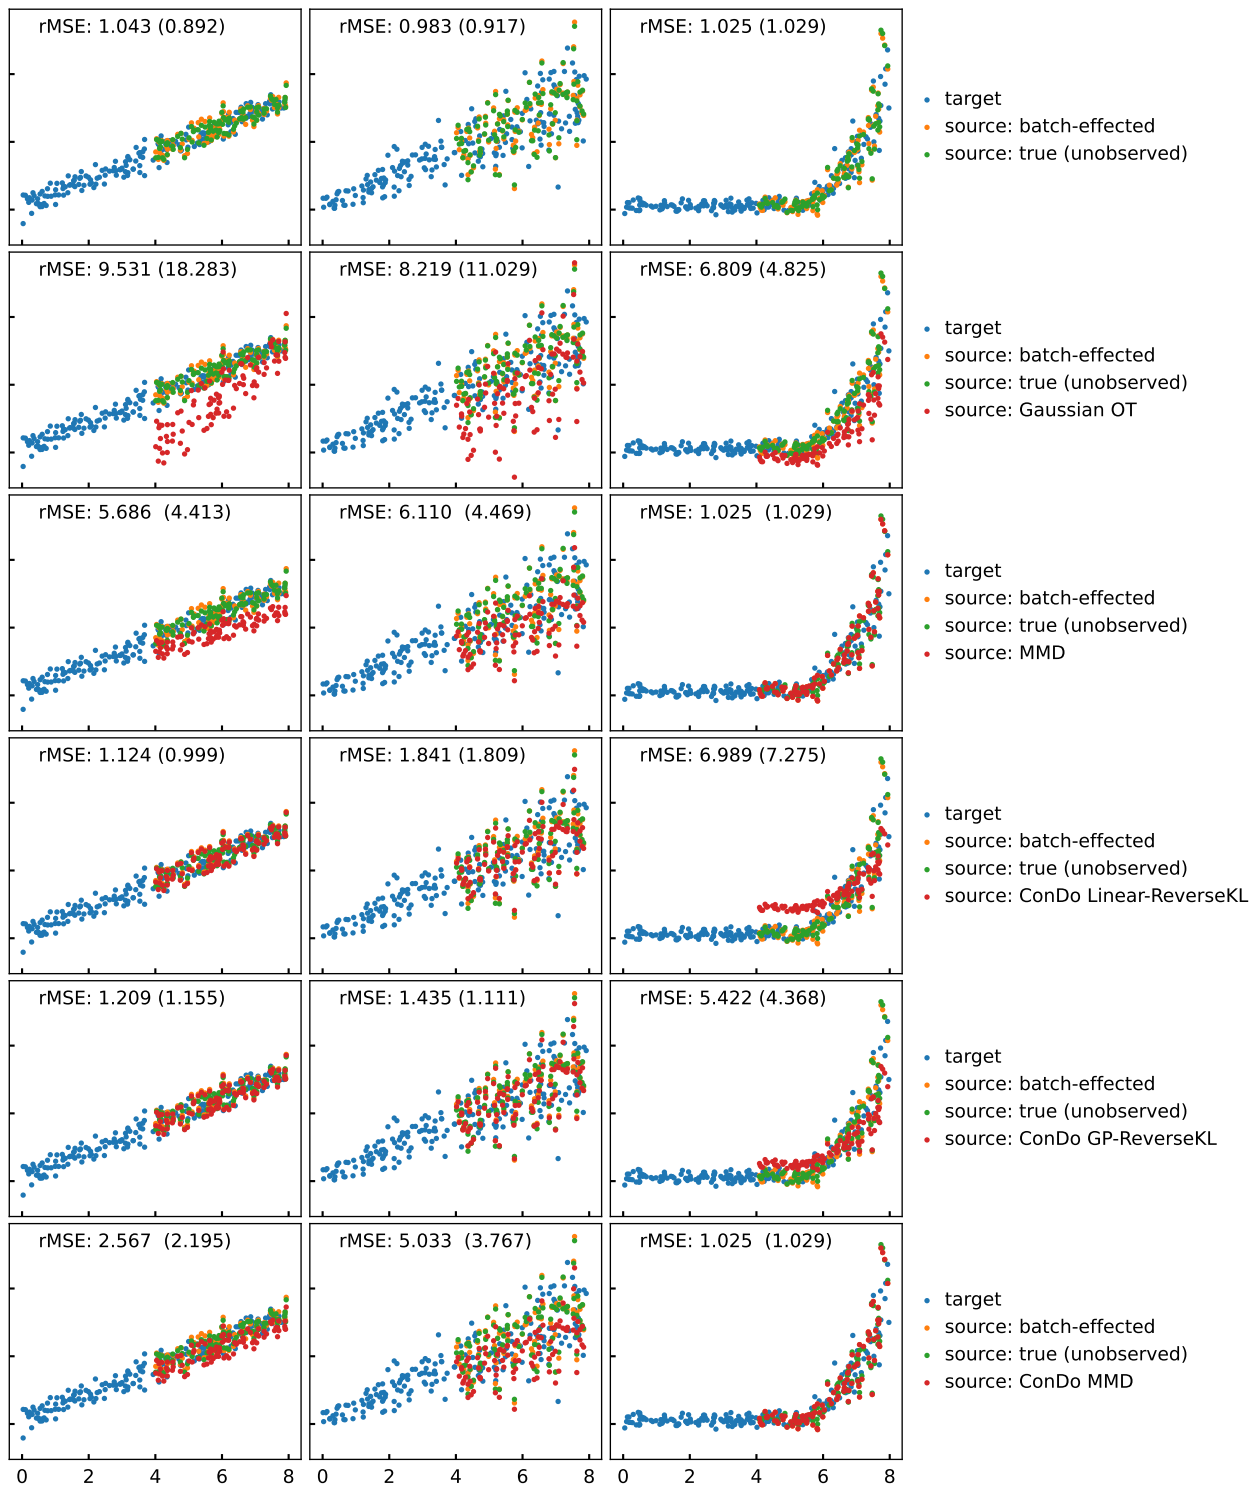 rMSE: 1.043 (0.892)
rMSE: 0.983 (0.917)
rMSE: 1.025 (1.029)
target
source: batch-effected
source: true (unobserved)
rMSE: 9.531 (18.283)
rMSE: 8.219 (11.029)
rMSE: 6.809 (4.825)
target
source: batch-effected
source: true (unobserved)
source: Gaussian OT
rMSE: 5.686  (4.413)
rMSE: 6.110  (4.469)
rMSE: 1.025  (1.029)
target
source: batch-effected
source: true (unobserved)
source: MMD
rMSE: 1.124 (0.999)
rMSE: 1.841 (1.809)
rMSE: 6.989 (7.275)
target
source: batch-effected
source: true (unobserved)
source: ConDo Linear-ReverseKL
rMSE: 1.209 (1.155)
rMSE: 1.435 (1.111)
rMSE: 5.422 (4.368)
target
source: batch-effected
source: true (unobserved)
source: ConDo GP-ReverseKL
rMSE: 2.567  (2.195)
rMSE: 5.033  (3.767)
rMSE: 1.025  (1.029)
target
source: batch-effected
source: true (unobserved)
source: ConDo MMD
0 2 4 6 8
0 2 4 6 8
0 2 4 6 8